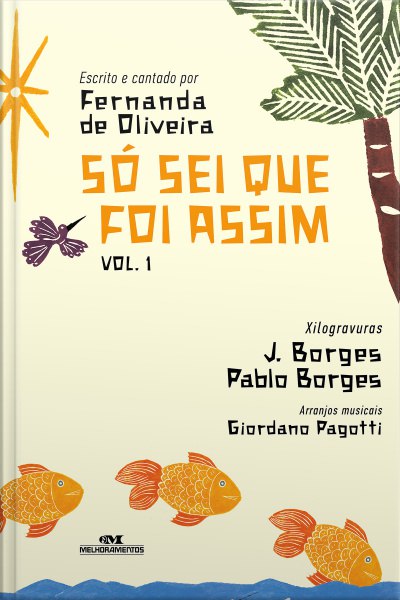 Escrito e cantado por
Fernanda
de Oliveira
SÓ SEI QUE
FOI ASSIM
VOL. 1
Xilogravuras
J. Borges
Pablo Borges
Arranjos musicais
Giordano Pagotti
M
MELHORAMENTOS